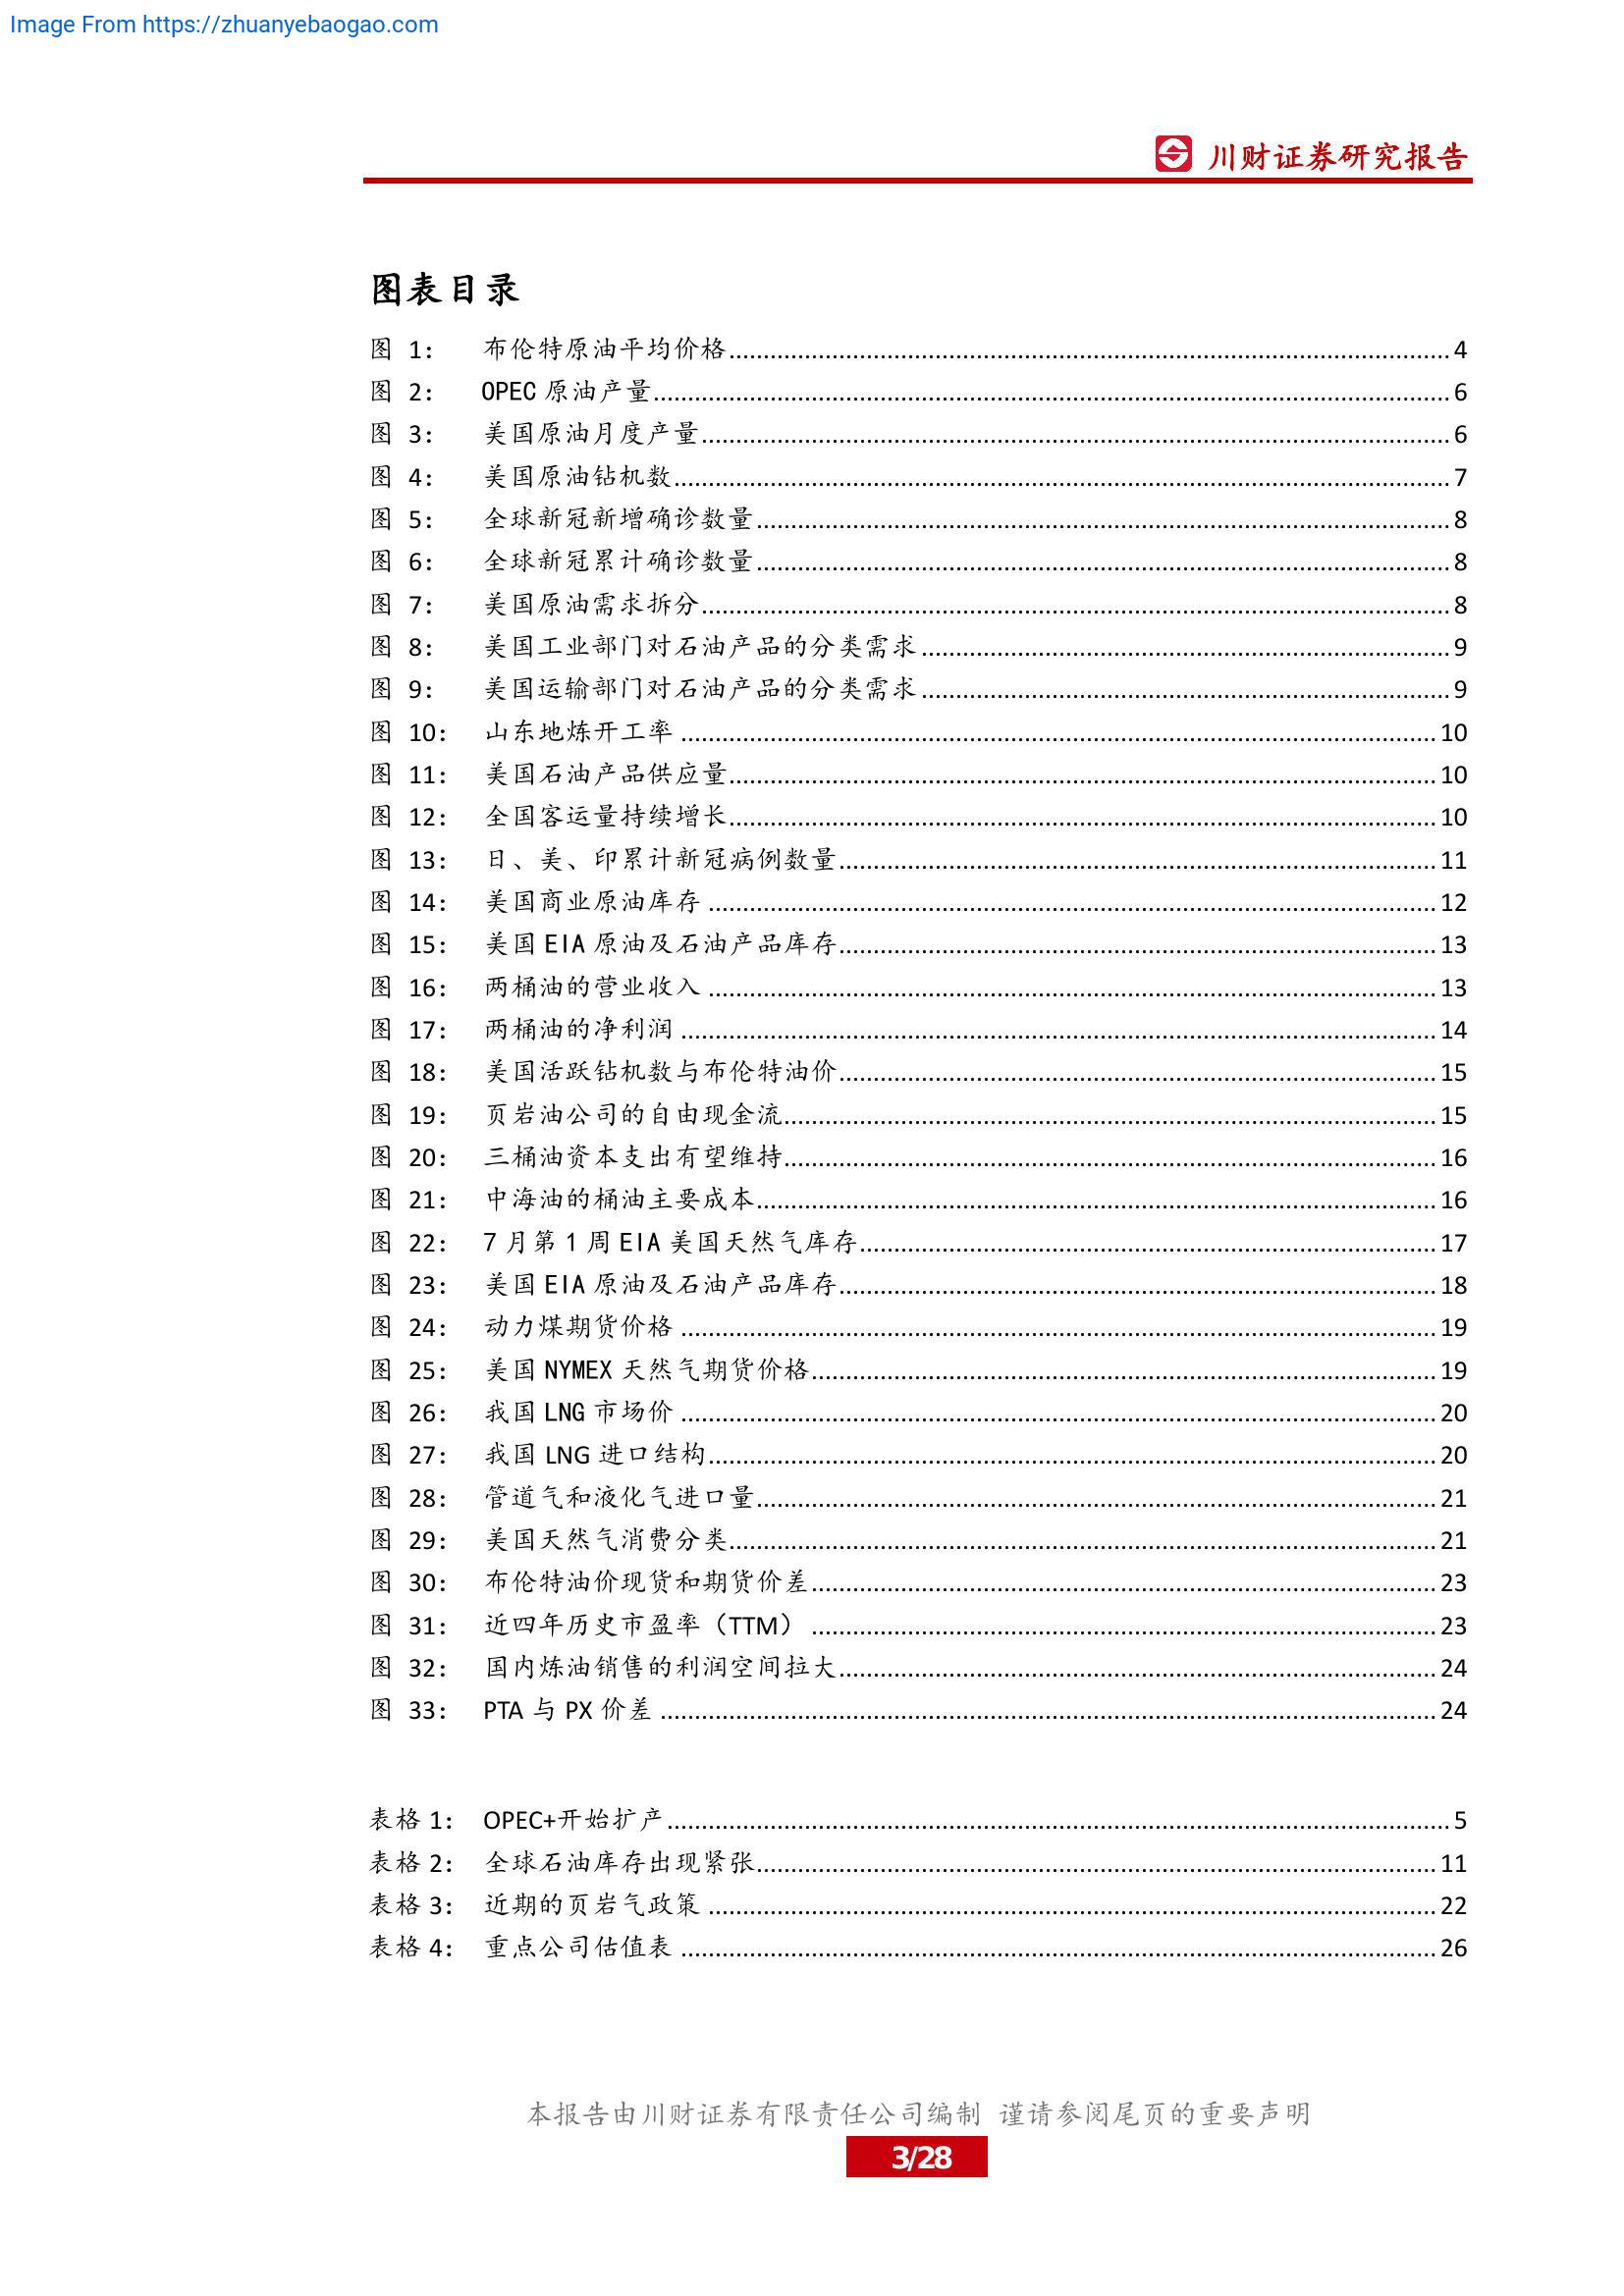 Image From https://zhuanyebaogao.com
川财证券研究报告
图表目录
图 1： 布伦特原油平均价格 4
图 2： OPEC 原油产量 6
图 3： 美国原油月度产量 6
图 4： 美国原油钻机数 7
图 5： 全球新冠新增确诊数量 8
图 6： 全球新冠累计确诊数量 8
图 7： 美国原油需求拆分 8
图 8： 美国工业部门对石油产品的分类需求 9
图 9： 美国运输部门对石油产品的分类需求 9
图 10： 山东地炼开工率 10
图 11： 美国石油产品供应量 10
图 12： 全国客运量持续增长 10
图 13： 日、美、印累计新冠病例数量 11
图 14： 美国商业原油库存 12
图 15： 美国 EIA 原油及石油产品库存 13
图 16： 两桶油的营业收入 13
图 17： 两桶油的净利润 14
图 18： 美国活跃钻机数与布伦特油价 15
图 19： 页岩油公司的自由现金流 15
图 20： 三桶油资本支出有望维持 16
图 21： 中海油的桶油主要成本 16
图 22： 7 月第 1 周 EIA 美国天然气库存 17
图 23： 美国 EIA 原油及石油产品库存 18
图 24： 动力煤期货价格 19
图 25： 美国 NYMEX 天然气期货价格 19
图 26： 我国 LNG 市场价 20
图 27： 我国 LNG 进口结构 20
图 28： 管道气和液化气进口量 21
图 29： 美国天然气消费分类 21
图 30： 布伦特油价现货和期货价差 23
图 31： 近四年历史市盈率（TTM） 23
图 32： 国内炼油销售的利润空间拉大 24
图 33： PTA 与 PX 价差 24
表格 1： OPEC+开始扩产 5
表格 2： 全球石油库存出现紧张 11
表格 3： 近期的页岩气政策 22
表格 4： 重点公司估值表 26
本报告由川财证券有限责任公司编制 谨请参阅尾页的重要声明
3/28